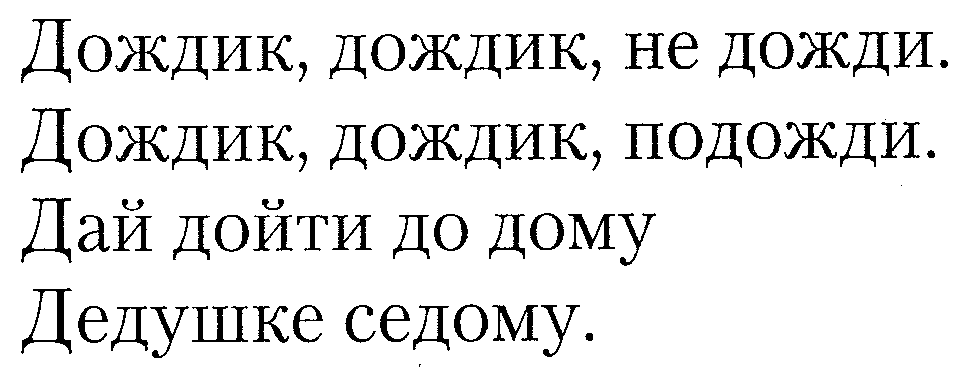 Дождик, дождик, не дожди.
Дождик, дождик, подожди.
Дай дойти до дому
Дедушке седому.